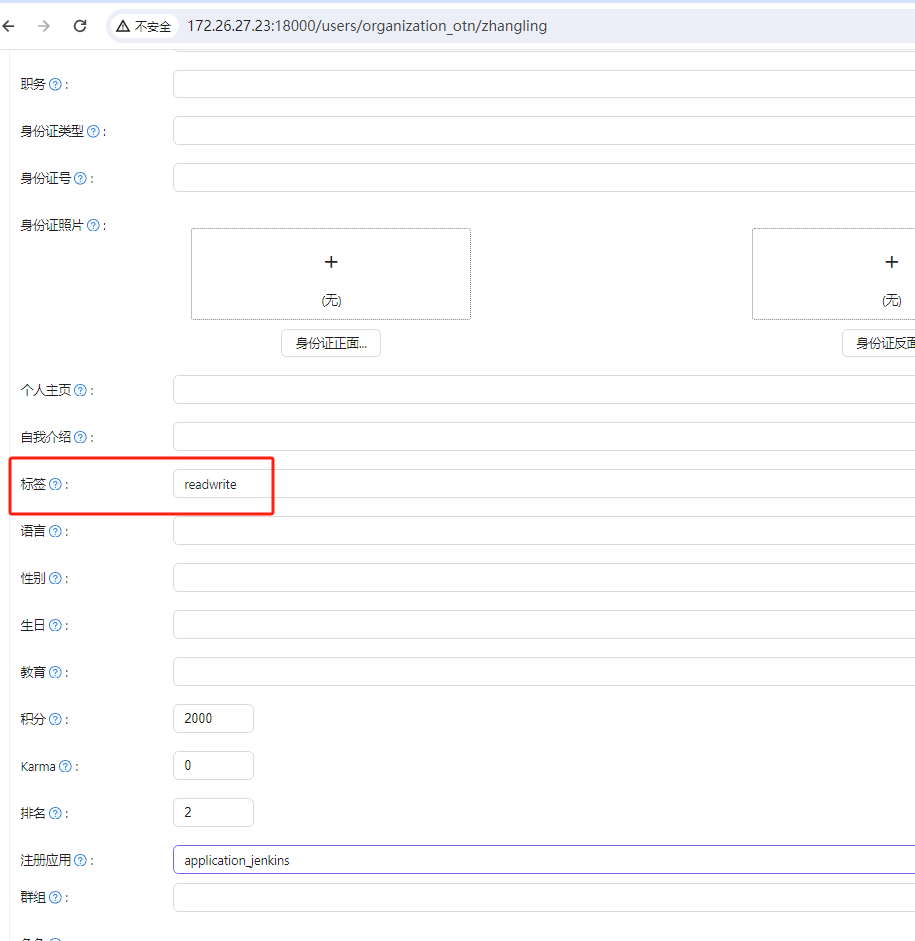 不安全 172.26.27.23:18000/users/organization_otn/zhangling
职务 ? :
身份证类型 ? :
身份证号 ? :
身份证照片 ? :
+ +
(无) (无)
身份证正面... 身份证反面
个人主页 ? :
自我介绍 ? :
标签 ? : readwrite
语言 ? :
性别 ? :
生日 ? :
教育 ? :
积分 ? : 2000
Karma ? : 0
排名 ? : 2
注册应用 ? : application_jenkins
群组 ? :